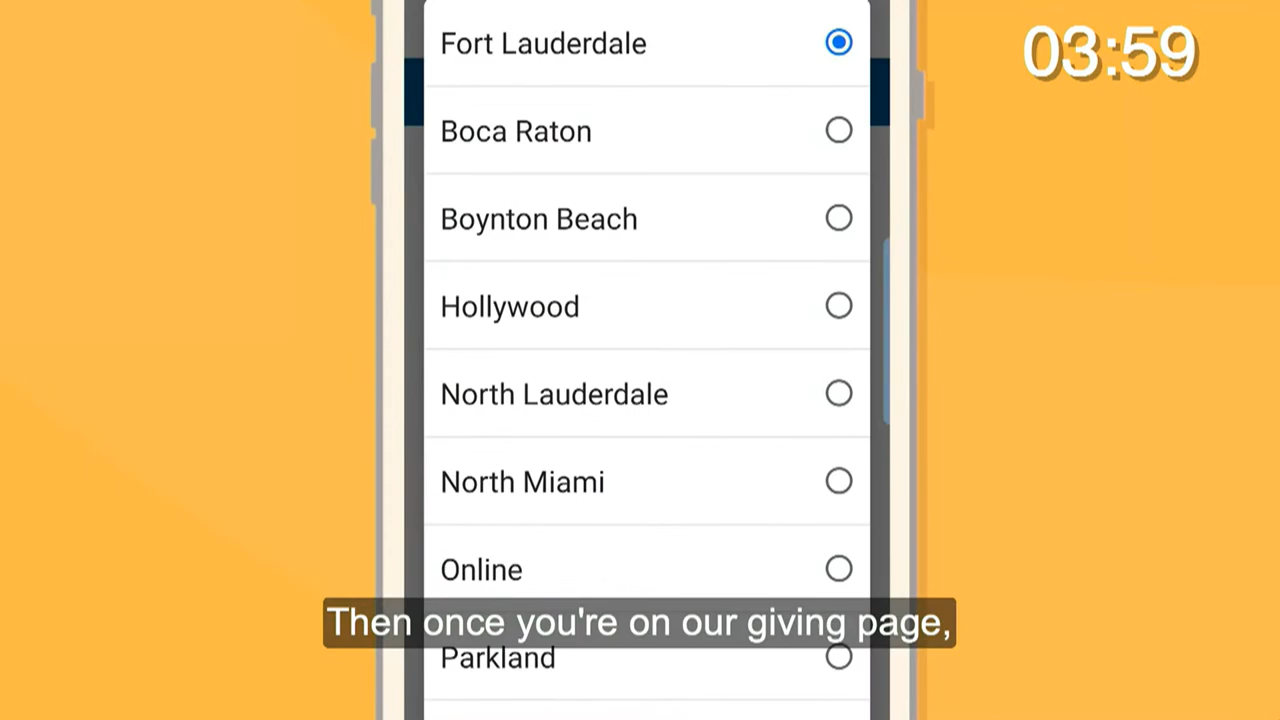 Fort Lauderdale
03:59
Boca Raton
Boynton Beach
Hollywood
North Lauderdale
North Miami
Online
Then once you're on our giving page,
Parkland